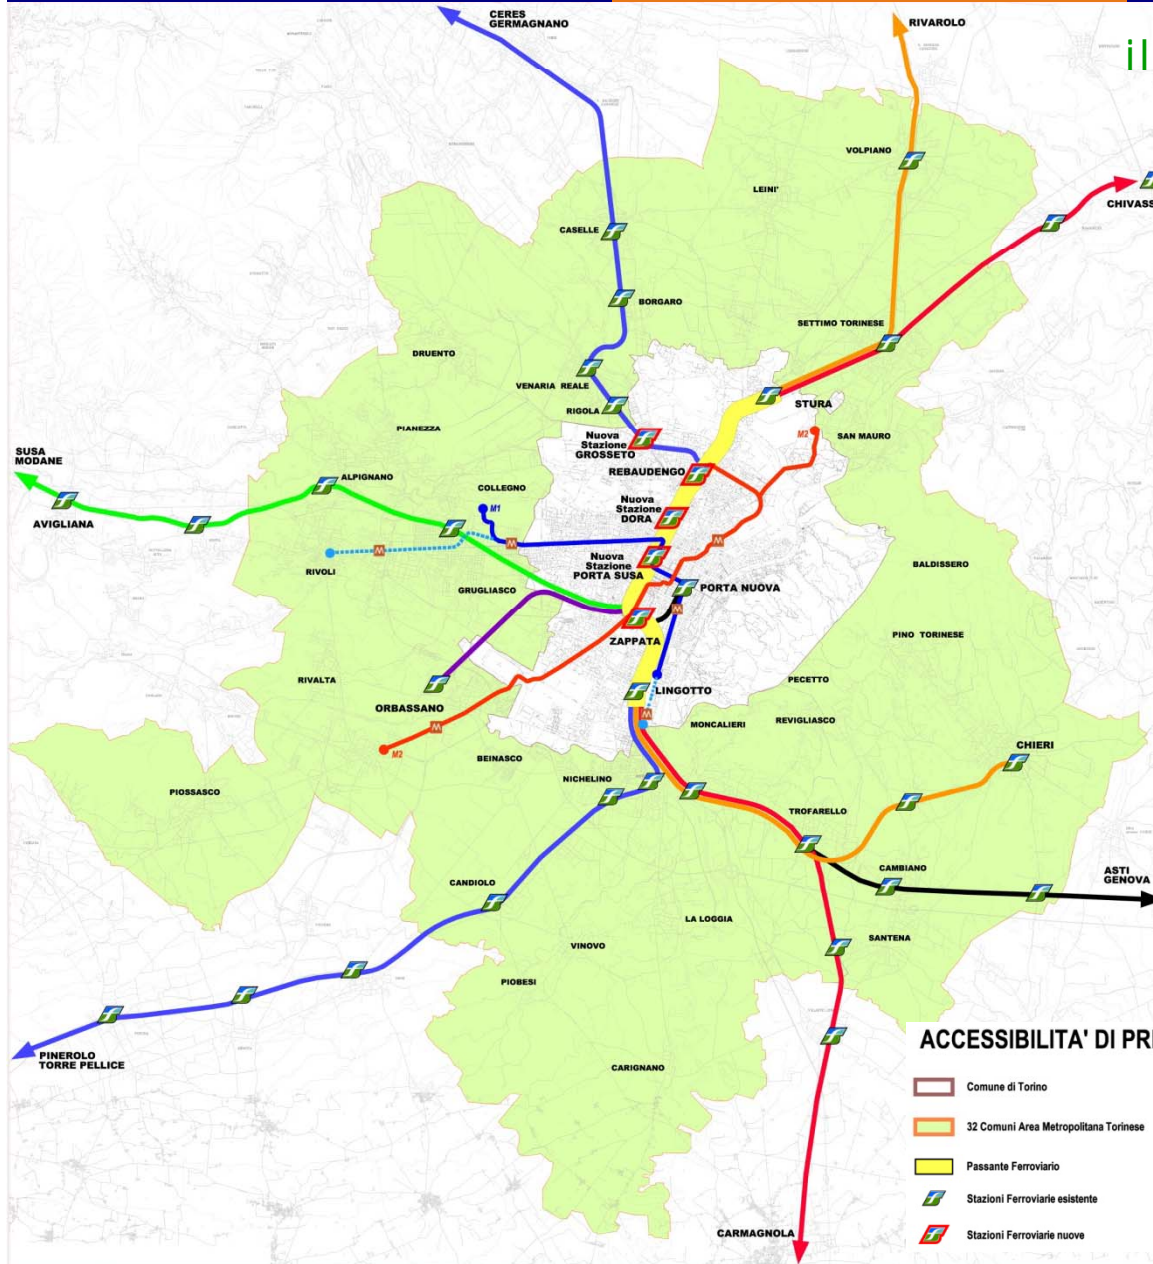 CERES
GERMAGNANO
RIVAROLO
il
VOLPIANO
LEINI'
CHIVASS
CASELLE
BORGARO
SETTIMO TORINESE
DRUENTO
VENARIA REALE
STURA
RIGOLA
PIANEZZA
Nuova
Stazione
GROSSETO
M2
SAN MAURO
SUSA
MODANE
ALPIGNANO
REBAUDENGO
COLLEGNO
Nuova
Stazione
DORA
M1
AVIGLIANA
M
M
M
RIVOLI
Nuova
Stazione
PORTA SUSA
BALDISSERO
GRUGLIASCO
PORTA NUOVA
M
PINO TORINESE
ZAPPATA
RIVALTA
PECETTO
LINGOTTO
ORBASSANO
M
MONCALIERI
REVIGLIASCO
M
M2
CHIERI
BEINASCO
NICHELINO
PIOSSASCO
TROFARELLO
CAMBIANO
ASTI
GENOVA
CANDIOLO
LA LOGGIA
SANTENA
VINOVO
PIOBESI
PINEROLO
TORRE PELLICE
CARIGNANO
CARMAGNOLA
ACCESSIBILITA' DI PRI
Comune di Torino
32 Comuni Area Metropolitana Torinese
Passante Ferroviario
Stazioni Ferroviarie esistente
Stazioni Ferroviarie nuove